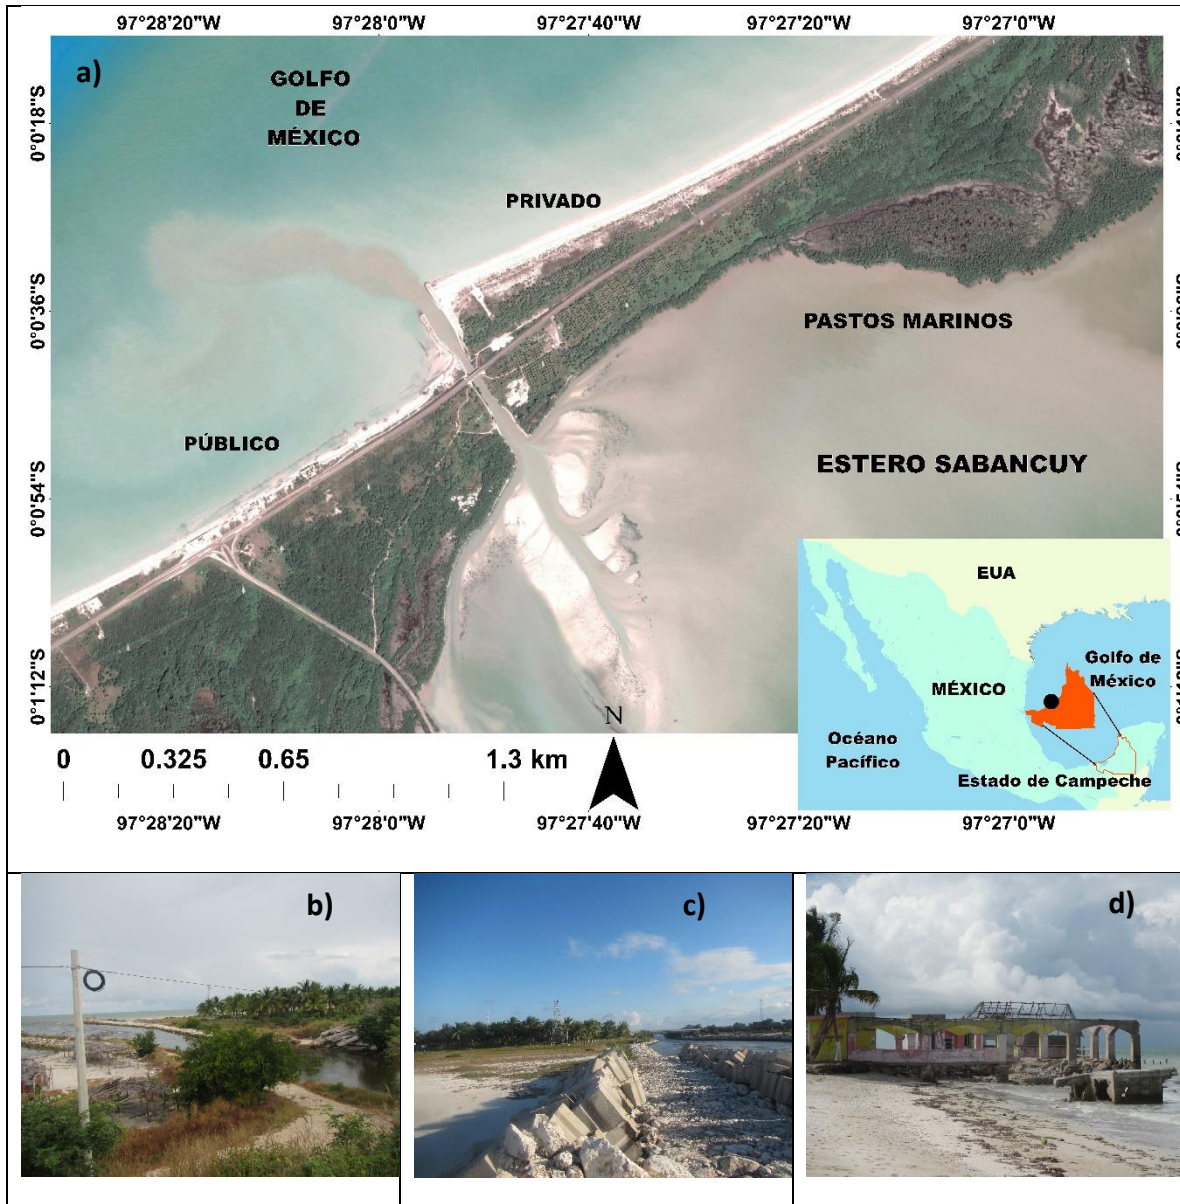 97°28'20"W 97°28'0"W 97°27'40"W 97°27'20"W 97°27'0"W
a)
GOLFO
DE
MÉXICO
0°0'18"S
PRIVADO
0°0'36"S
PASTOS MARINOS
PÚBLICO
ESTERO SABANCUY
0°0'54"S
EUA
Golfo de
México
MÉXICO
Océano
Pacífico
Estado de Campeche
0°1'12"S
N
0 0.325 0.65 1.3 km
97°28'20"W 97°28'0"W 97°27'40"W 97°27'20"W 97°27'0"W
b)
c)
d)